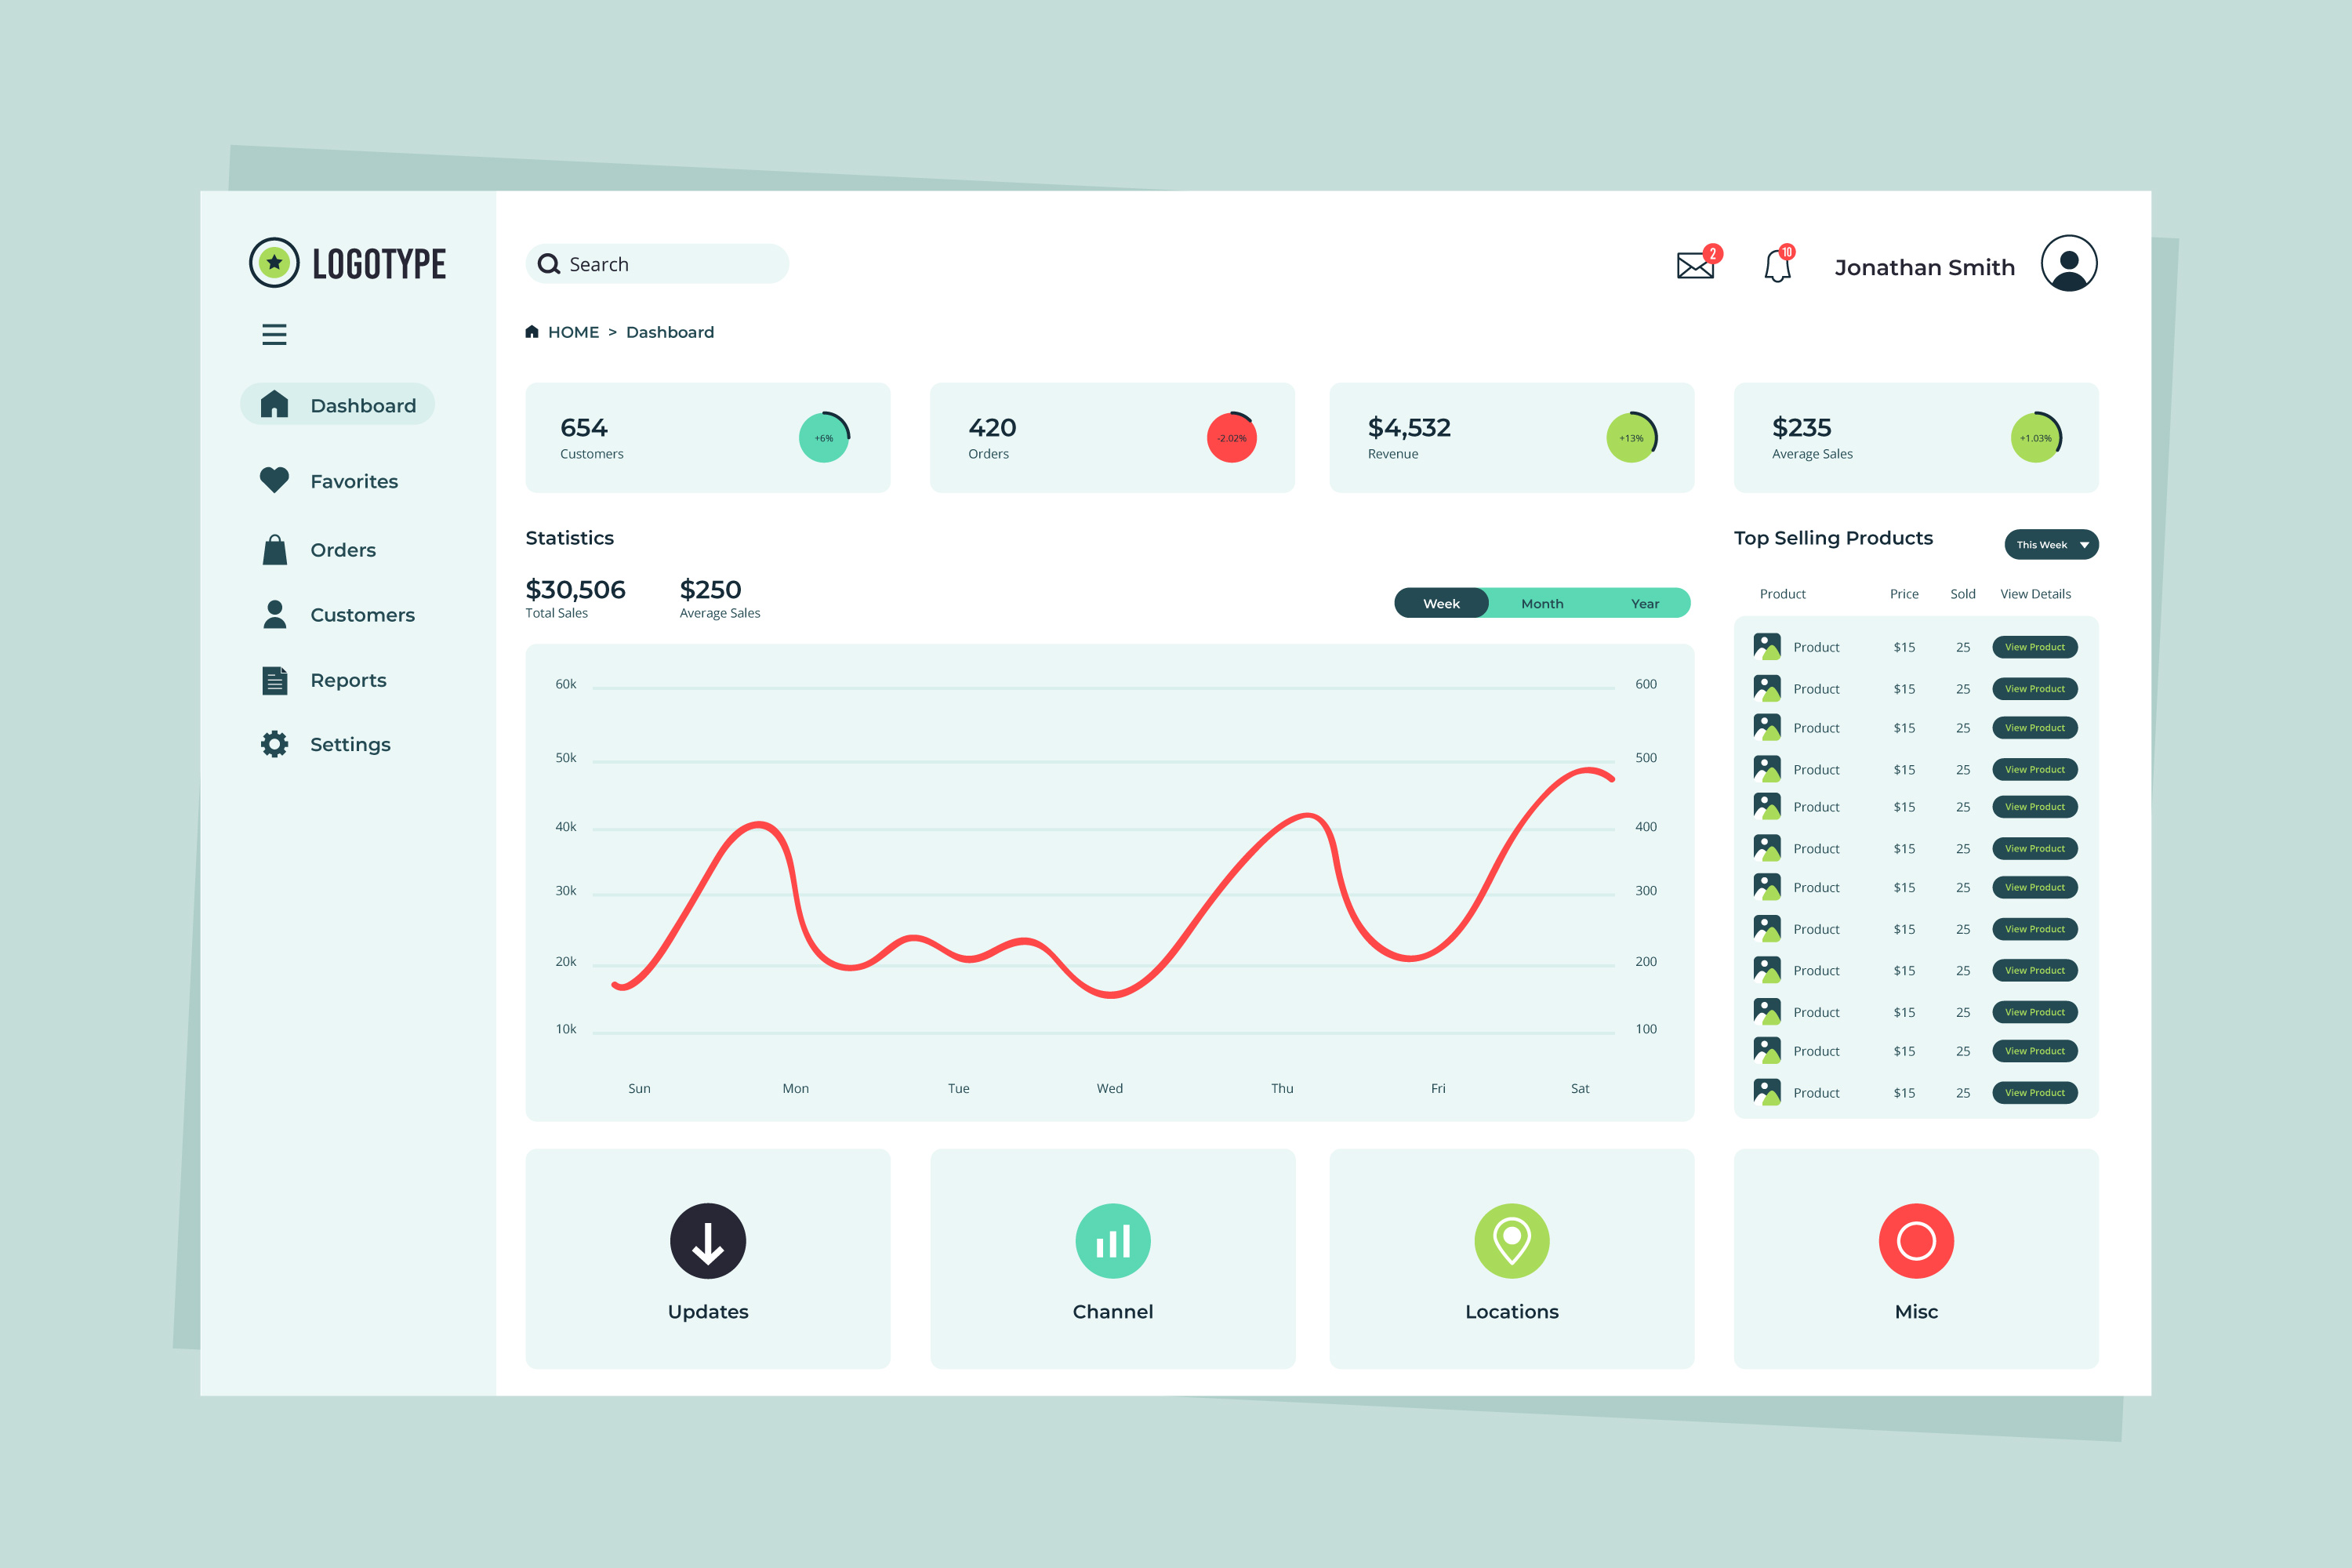 LOGOTYPE
Dashboard
Favorites
Orders
Customers
Reports
Settings
Search
2
10
Jonathan Smith
HOME > Dashboard
654
Customers
+6%
420
Orders
-2.02%
$4,532
Revenue
+13%
$235
Average Sales
+1.03%
Statistics
$30,506
Total Sales
$250
Average Sales
Week Month Year
60k 600
50k 500
40k 400
30k 300
20k 200
10k 100
Sun Mon Tue Wed Thu Fri Sat
Top Selling Products
This Week
Product Price Sold View Details
Product $15 25 View Product
Product $15 25 View Product
Product $15 25 View Product
Product $15 25 View Product
Product $15 25 View Product
Product $15 25 View Product
Product $15 25 View Product
Product $15 25 View Product
Product $15 25 View Product
Product $15 25 View Product
Product $15 25 View Product
Product $15 25 View Product
Updates
Channel
Locations
Misc